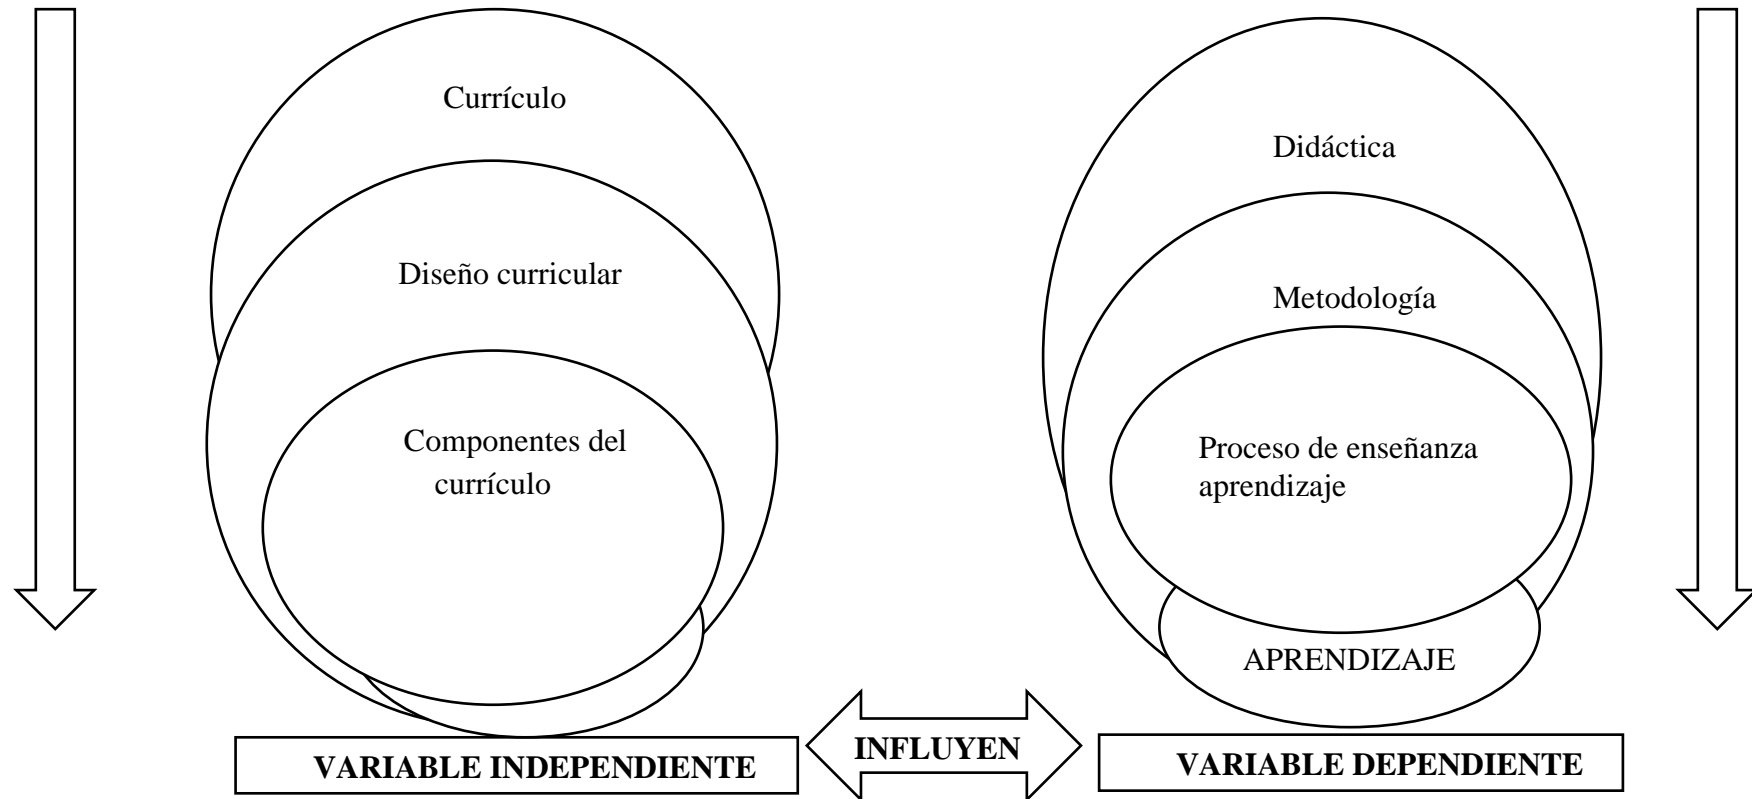 Currículo
Diseño curricular
Componentes del
currículo
Didáctica
Metodología
Proceso de enseñanza
aprendizaje
APRENDIZAJE
VARIABLE INDEPENDIENTE
INFLUYEN
VARIABLE DEPENDIENTE